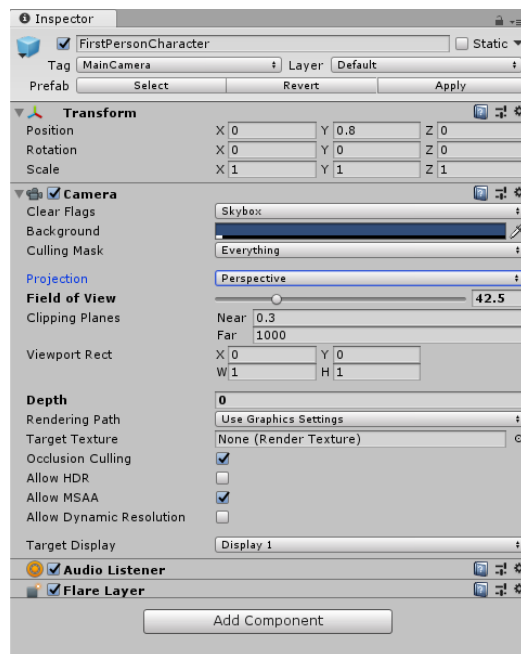 Inspector
FirstPersonCharacter Static
Tag MainCamera Layer Default
Prefab Select Revert Apply
Transform
Position X 0 Y 0.8 Z 0
Rotation X 0 Y 0 Z 0
Scale X 1 Y 1 Z 1
Camera
Clear Flags Skybox
Background
Culling Mask Everything
Projection Perspective
Field of View 42.5
Clipping Planes Near 0.3
Far 1000
Viewport Rect X 0 Y 0
W 1 H 1
Depth 0
Rendering Path Use Graphics Settings
Target Texture None (Render Texture)
Occlusion Culling
Allow HDR
Allow MSAA
Allow Dynamic Resolution
Target Display Display 1
Audio Listener
Flare Layer
Add Component